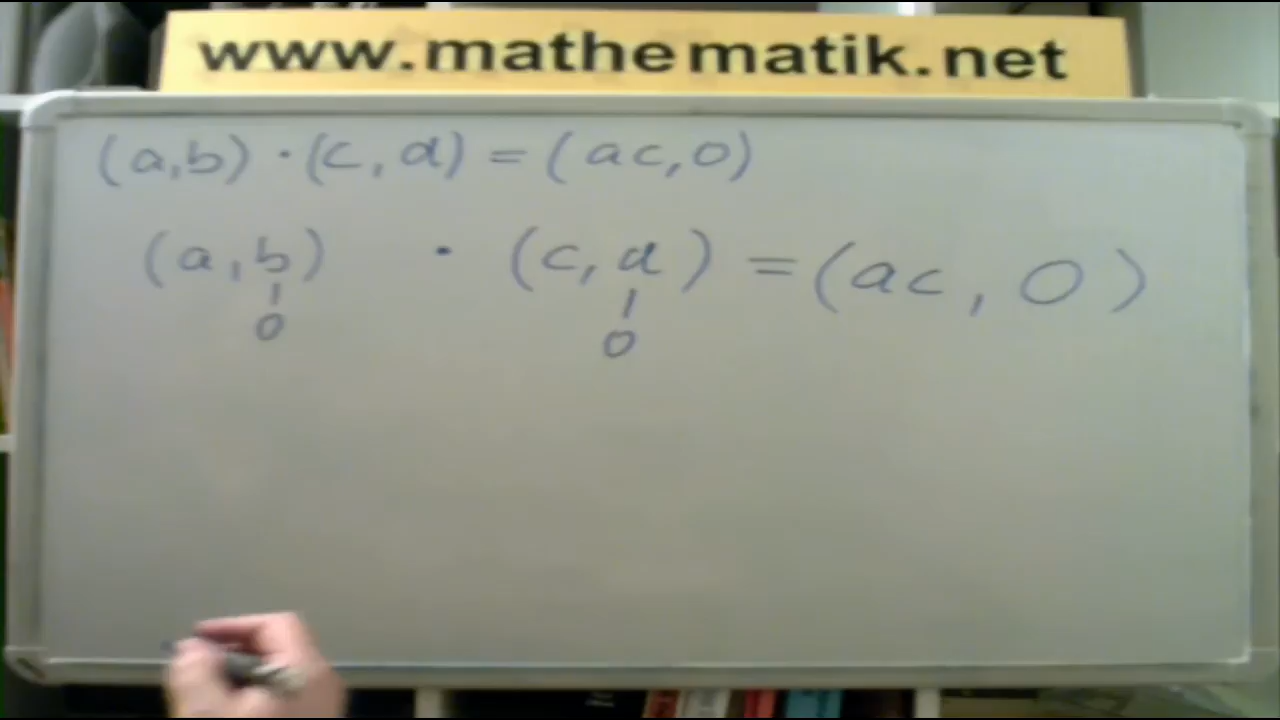 www.mathematik.net
(a,b) · (c,d) = (ac,0)
(a,b) · (c,d) = (ac,0)
0 0